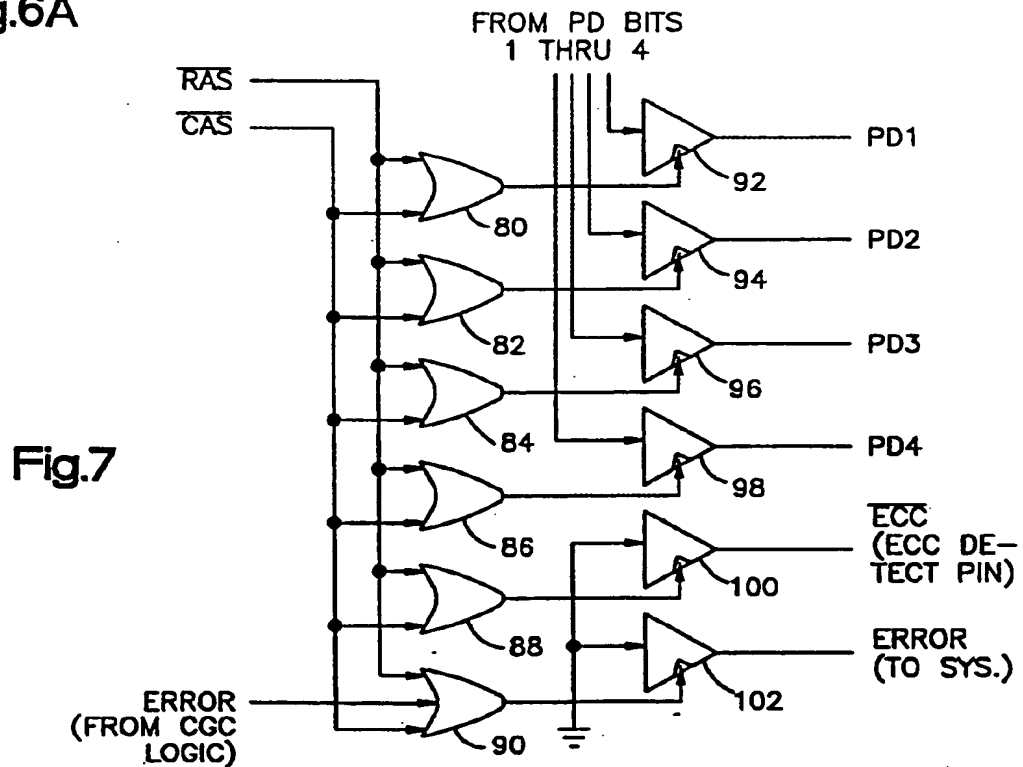 g.6A
FROM PD BITS
1 THRU 4
RAS
CAS
PD1
92
80
PD2
94
82
PD3
96
84
PD4
98
86
ECC
(ECC DE-
TECT PIN)
100
88
ERROR
(TO SYS.)
102
ERROR
(FROM CGC
LOGIC)
90
Fig.7